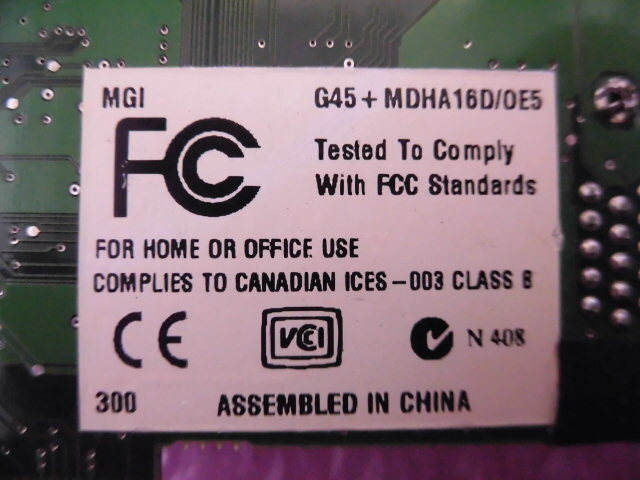 MGI
G45 + MDHA16D/OE5
FC
Tested To Comply
With FCC Standards
FOR HOME OR OFFICE USE
COMPLIES TO CANADIAN ICES-003 CLASS B
CE
VCCI
N 408
300
ASSEMBLED IN CHINA